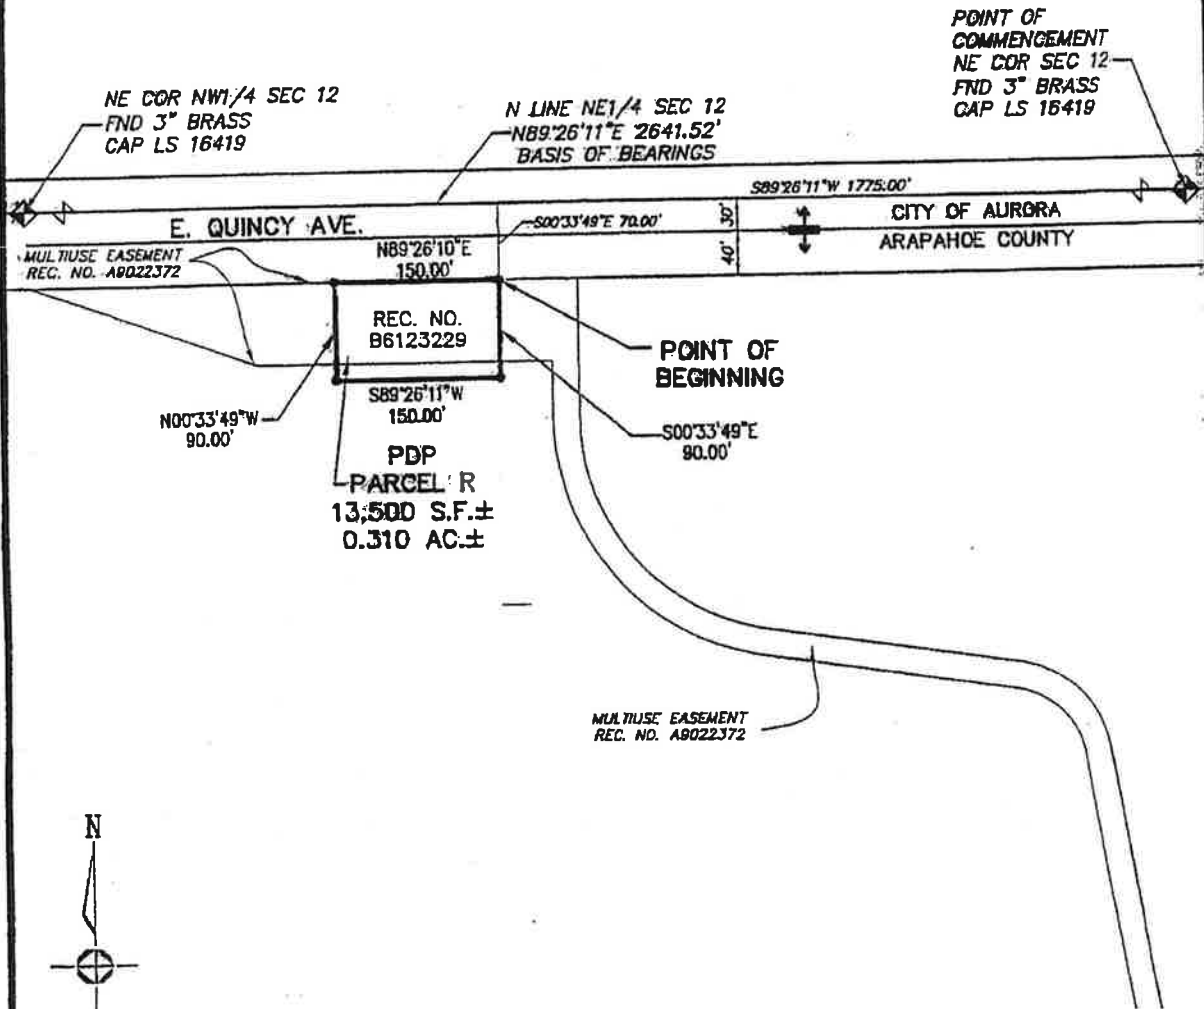 POINT OF
COMMENCEMENT
NE COR SEC 12
FND 3" BRASS
CAP LS 16419
NE COR NW1/4 SEC 12
FND 3" BRASS
CAP LS 16419
N LINE NE1/4 SEC 12
N89°26'11"E 2641.52'
BASIS OF BEARINGS
S89°26'11"W 1775.00'
E. QUINCY AVE.
S00°33'49"E 70.00'
30'
40'
CITY OF AURORA
ARAPAHOE COUNTY
MULTIUSE EASEMENT
REC. NO. A9022372
N89°26'10"E
150.00'
REC. NO.
B6123229
POINT OF
BEGINNING
S89°26'11"W
150.00'
N00°33'49"W
90.00'
S00°33'49"E
90.00'
PDP
PARCEL R
13,500 S.F.±
0.310 AC.±
MULTIUSE EASEMENT
REC. NO. A9022372
N